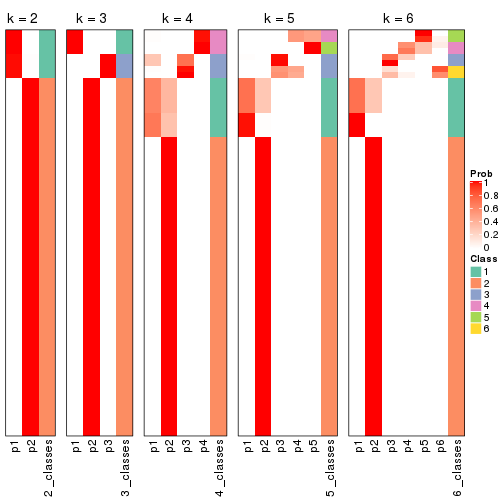 k = 2
k = 3
k = 4
k = 5
k = 6
p1
p2
2_classes
p1
p2
p3
3_classes
p1
p2
p3
p4
4_classes
p1
p2
p3
p4
p5
5_classes
p1
p2
p3
p4
p5
p6
6_classes
Prob
1
0.8
0.6
0.4
0.2
0
Class
1
2
3
4
5
6